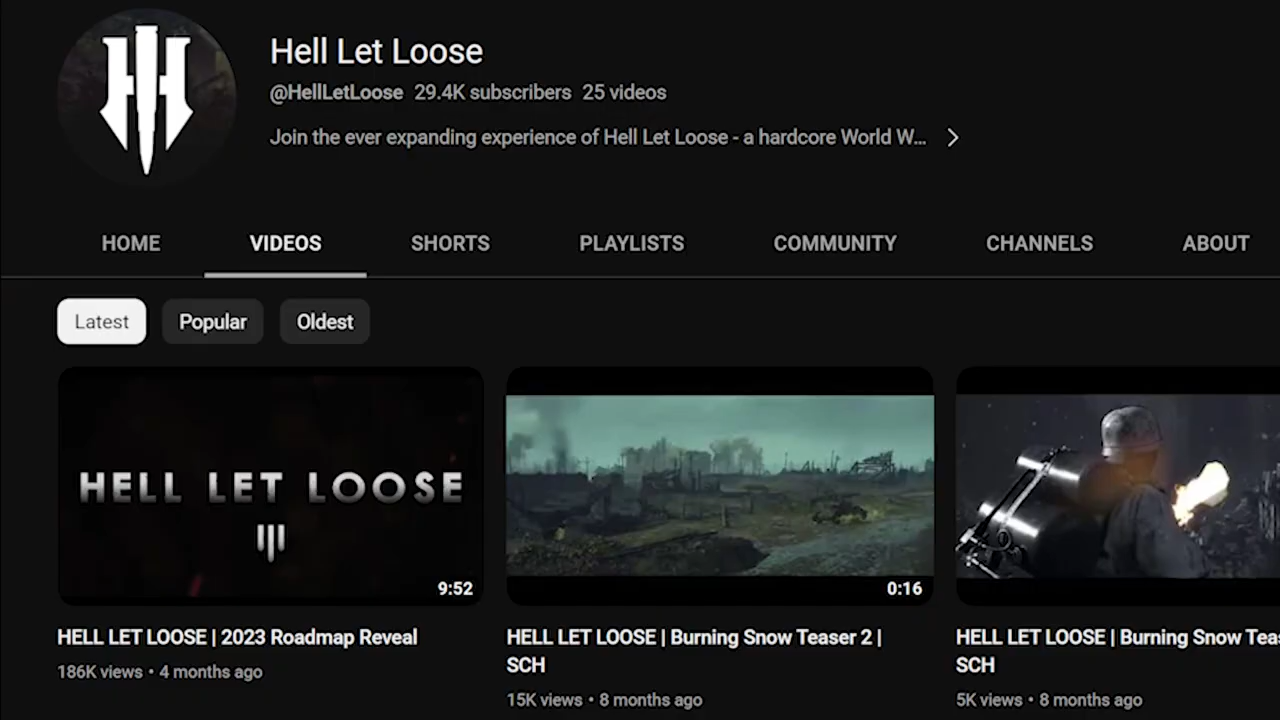 Hell Let Loose
@HellLetLoose 29.4K subscribers 25 videos
Join the ever expanding experience of Hell Let Loose - a hardcore World W...
HOME VIDEOS SHORTS PLAYLISTS COMMUNITY CHANNELS ABOUT
Latest Popular Oldest
HELL LET LOOSE
9:52
0:16
HELL LET LOOSE | 2023 Roadmap Reveal
186K views • 4 months ago
HELL LET LOOSE | Burning Snow Teaser 2 |
SCH
15K views • 8 months ago
HELL LET LOOSE | Burning Snow Teas
SCH
5K views • 8 months ago